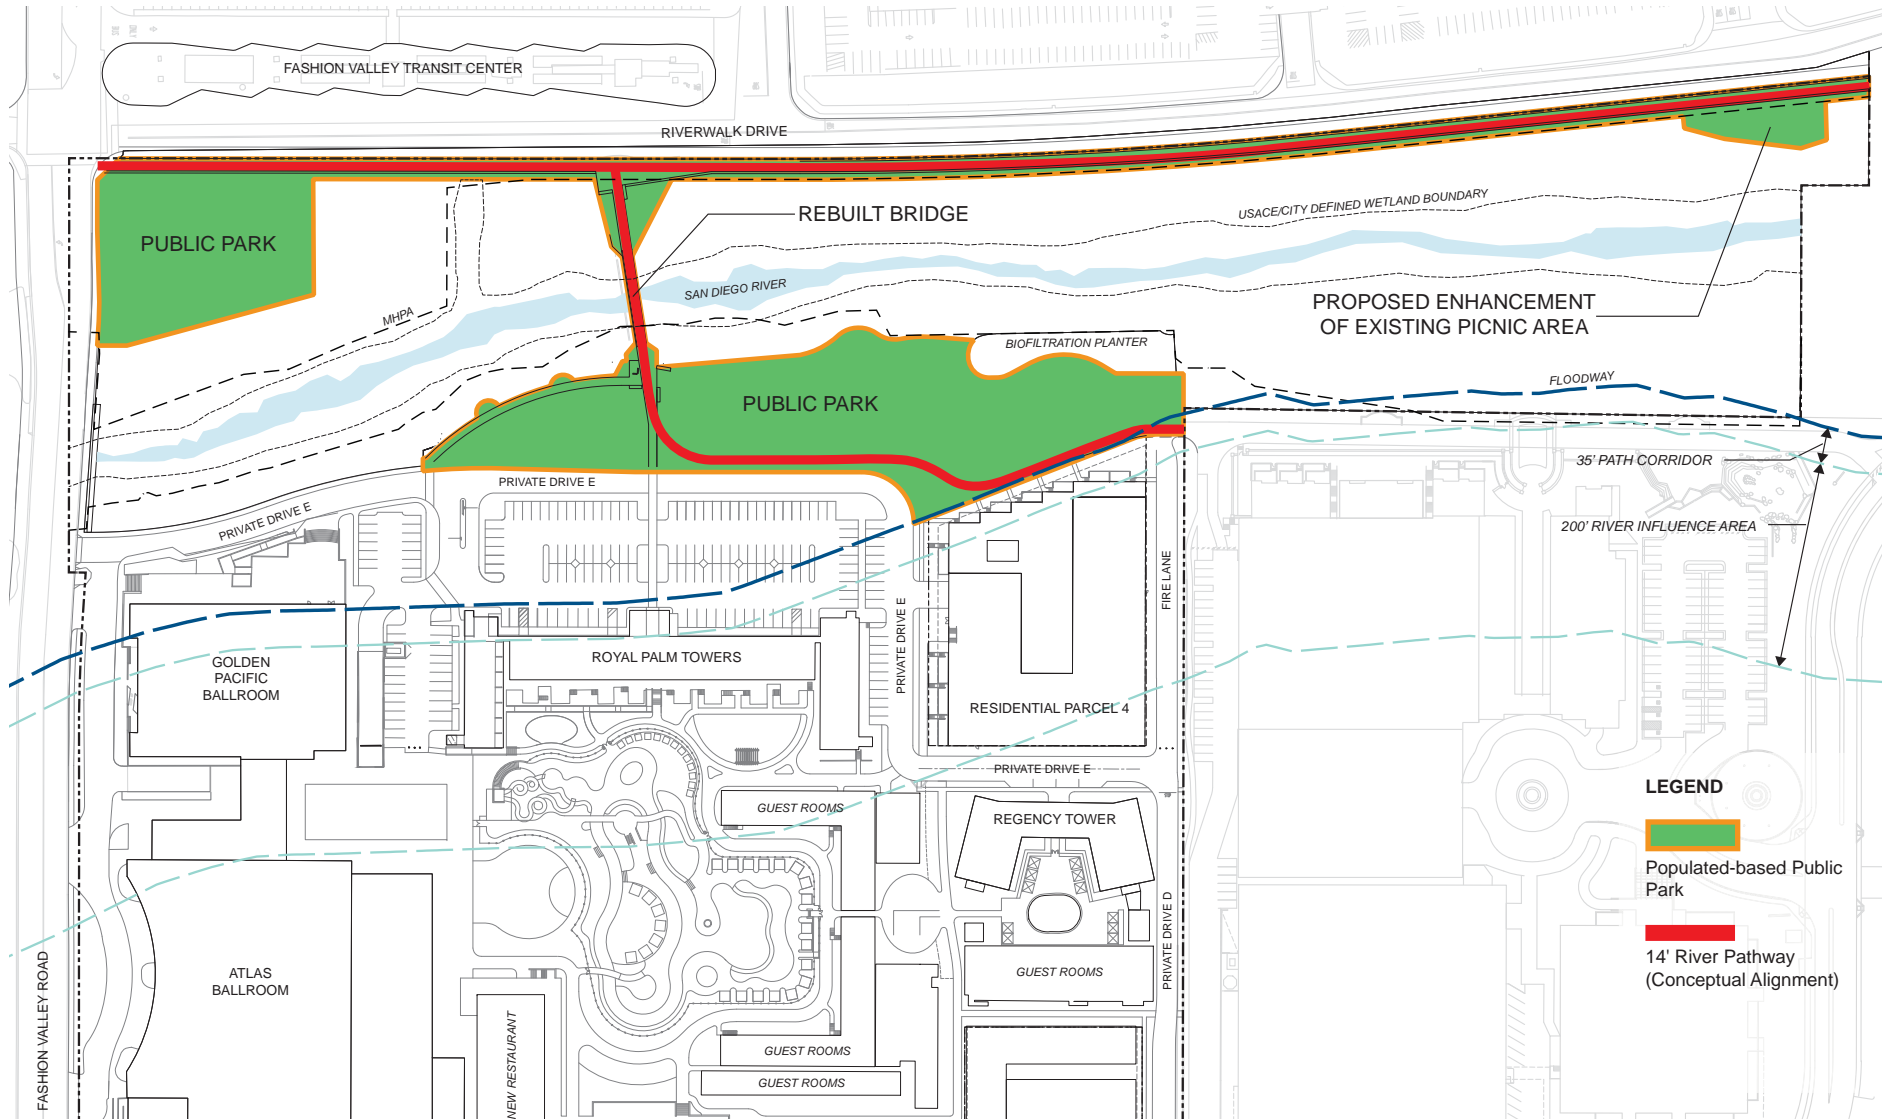 FASHION VALLEY TRANSIT CENTER
RIVERWALK DRIVE
PUBLIC PARK
REBUILT BRIDGE
USACE/CITY DEFINED WETLAND BOUNDARY
SAN DIEGO RIVER
MHPA
PROPOSED ENHANCEMENT
OF EXISTING PICNIC AREA
BIOFILTRATION PLANTER
FLOODWAY
PUBLIC PARK
35' PATH CORRIDOR
PRIVATE DRIVE E
PRIVATE DRIVE E
200' RIVER INFLUENCE AREA
FIRE LANE
PRIVATE DRIVE E
GOLDEN
PACIFIC
BALLROOM
ROYAL PALM TOWERS
RESIDENTIAL PARCEL 4
PRIVATE DRIVE E
GUEST ROOMS
REGENCY TOWER
LEGEND
Populated-based Public
Park
14' River Pathway
(Conceptual Alignment)
PRIVATE DRIVE D
GUEST ROOMS
ATLAS
BALLROOM
FASHION VALLEY ROAD
NEW RESTAURANT
GUEST ROOMS
GUEST ROOMS